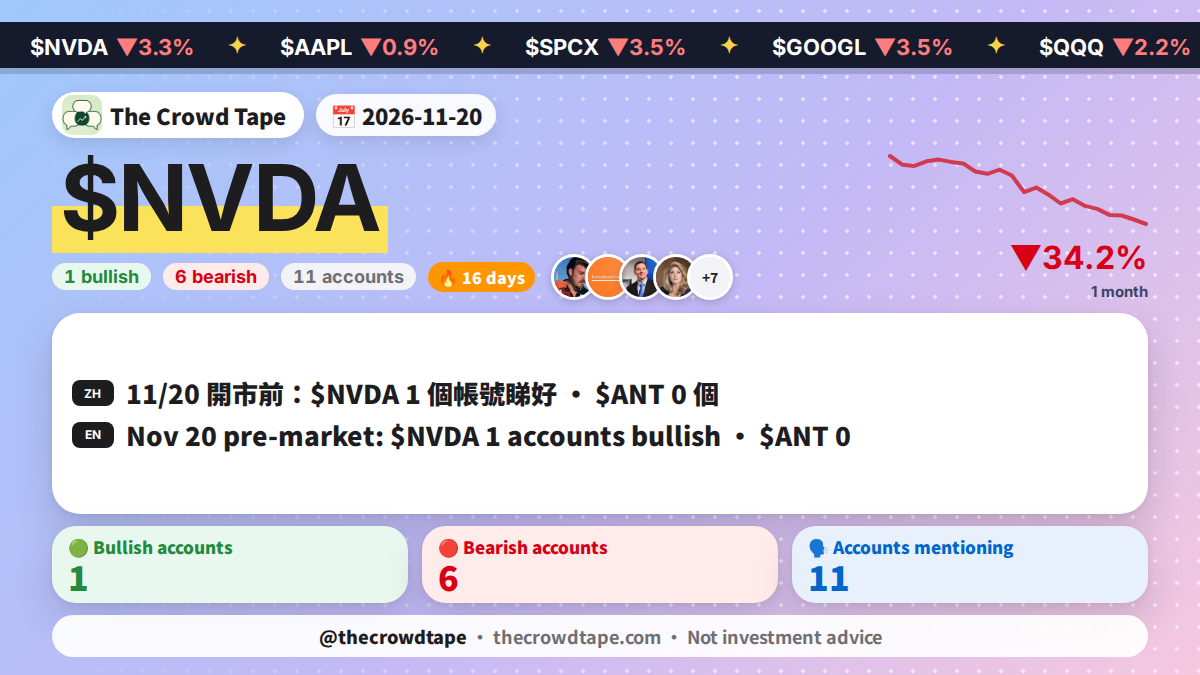 $NVDA ▼3.3% ✦ $AAPL ▼0.9% ✦ $SPCX ▼3.5% ✦ $GOOGL ▼3.5% ✦ $QQQ ▼2.2%
The Crowd Tape 📅 2026-11-20
$NVDA
▼34.2%
1 month
1 bullish 6 bearish 11 accounts 🔥 16 days +7
ZH 11/20 開市前：$NVDA 1 個帳號睇好 • $ANT 0 個
EN Nov 20 pre-market: $NVDA 1 accounts bullish • $ANT 0
🟢 Bullish accounts
1
🔴 Bearish accounts
6
🗣️ Accounts mentioning
11
@thecrowdtape • thecrowdtape.com • Not investment advice